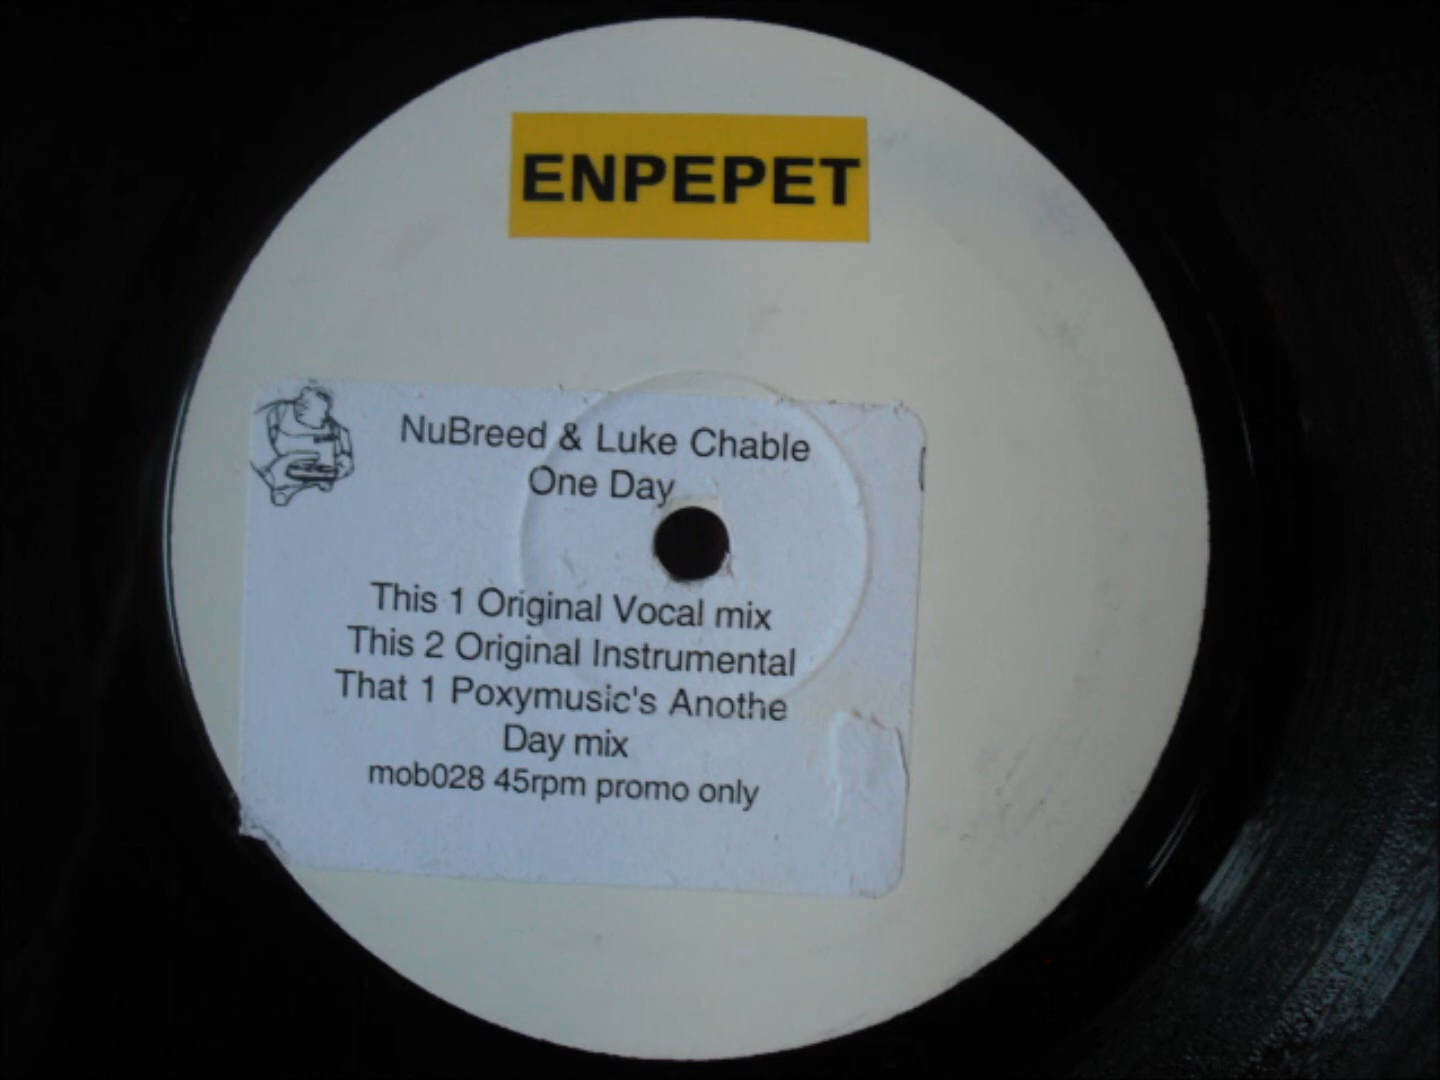 ENPEPET
NuBreed & Luke Chable
One Day
This 1 Original Vocal mix
This 2 Original Instrumental
That 1 Poxymusic's Anothe
Day mix
mob028 45rpm promo only